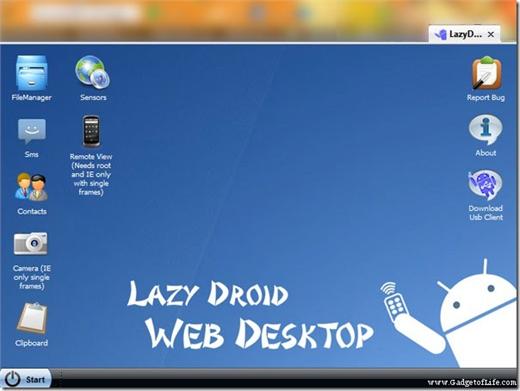 LazyD...
FileManager
Sensors
Report Bug
Sms
Remote View
(Needs root
and IE only
with single
frames)
About
Contacts
Download
Usb Client
Camera (IE
only single
frames)
Clipboard
LAZY DROID
WEB DESKTOP
Start
www.GadgetofLife.com